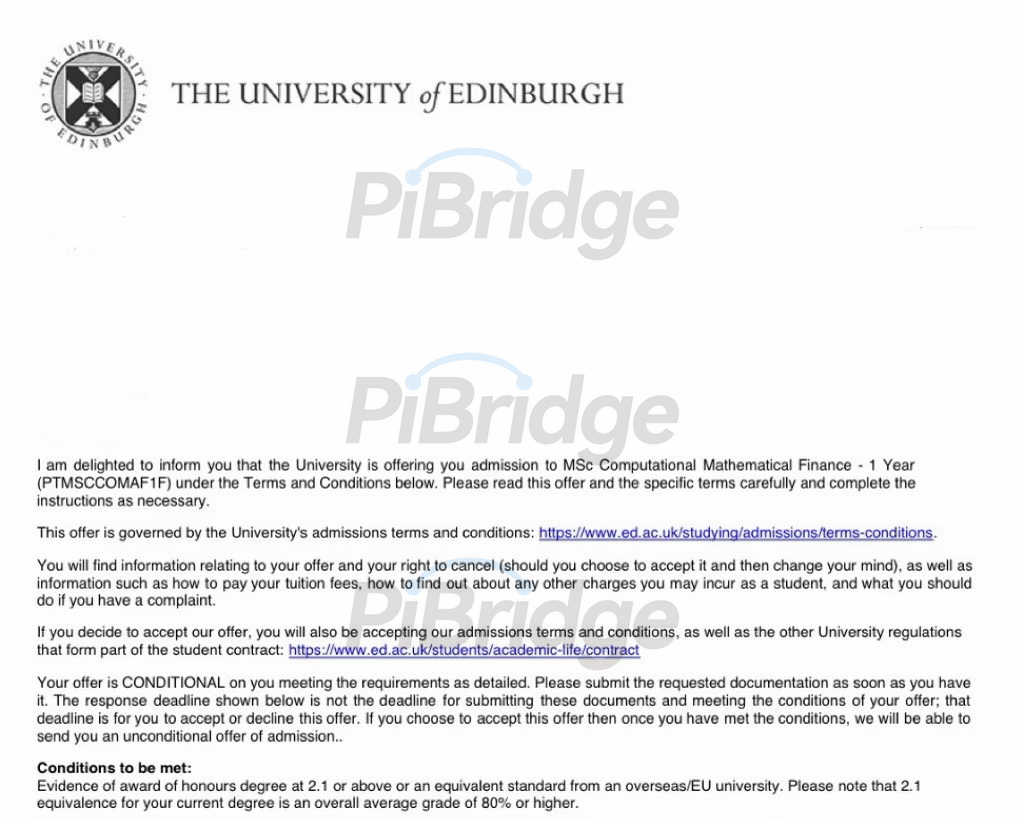 THE UNIVERSITY OF EDINBURGH
THE UNIVERSITY of EDINBURGH
PiBridge
PiBridge
I am delighted to inform you that the University is offering you admission to MSc Computational Mathematical Finance - 1 Year
(PTMSCCOMAF1F) under the Terms and Conditions below. Please read this offer and the specific terms carefully and complete the
instructions as necessary.
This offer is governed by the University's admissions terms and conditions: https://www.ed.ac.uk/studying/admissions/terms-conditions.
You will find information relating to your offer and your right to cancel (should you choose to accept it and then change your mind), as well as
information such as how to pay your tuition fees, how to find out about any other charges you may incur as a student, and what you should
do if you have a complaint.
PiBridge
If you decide to accept our offer, you will also be accepting our admissions terms and conditions, as well as the other University regulations
that form part of the student contract: https://www.ed.ac.uk/students/academic-life/contract
Your offer is CONDITIONAL on you meeting the requirements as detailed. Please submit the requested documentation as soon as you have
it. The response deadline shown below is not the deadline for submitting these documents and meeting the conditions of your offer; that
deadline is for you to accept or decline this offer. If you choose to accept this offer then once you have met the conditions, we will be able to
send you an unconditional offer of admission..
Conditions to be met:
Evidence of award of honours degree at 2.1 or above or an equivalent standard from an overseas/EU university. Please note that 2.1
equivalence for your current degree is an overall average grade of 80% or higher.